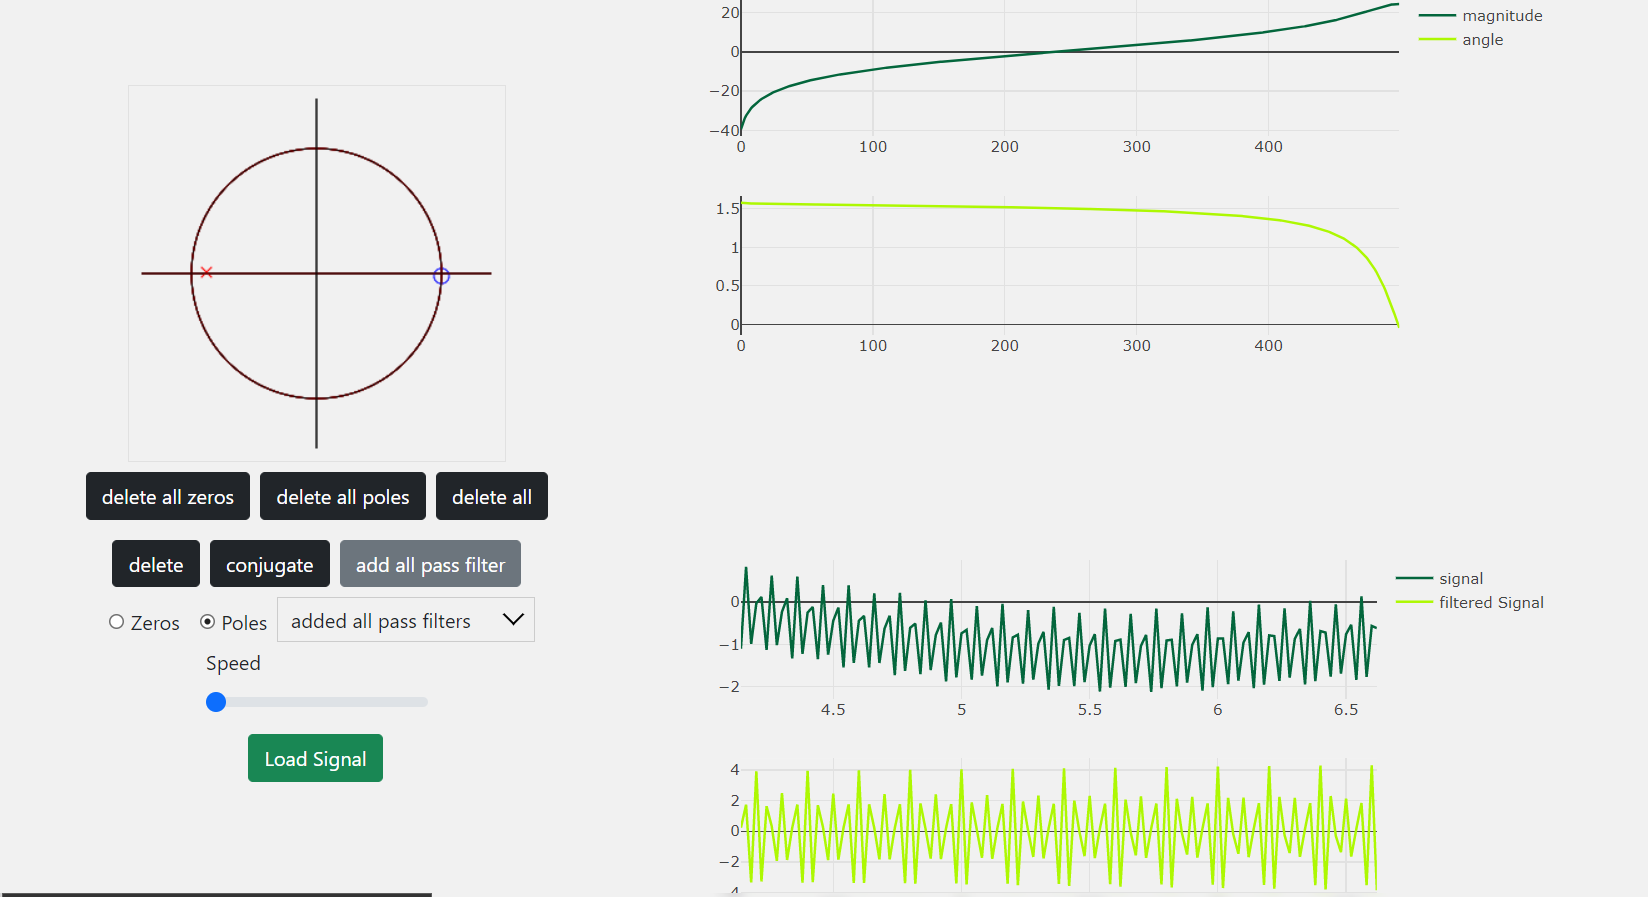 20
0
−20
−40
0 100 200 300 400
magnitude
angle
1.5
1
0.5
0
0 100 200 300 400
delete all zeros delete all poles delete all
delete conjugate add all pass filter
Zeros Poles added all pass filters
Speed
Load Signal
0
−1
−2
4.5 5 5.5 6 6.5
signal
filtered Signal
4
2
0
−2